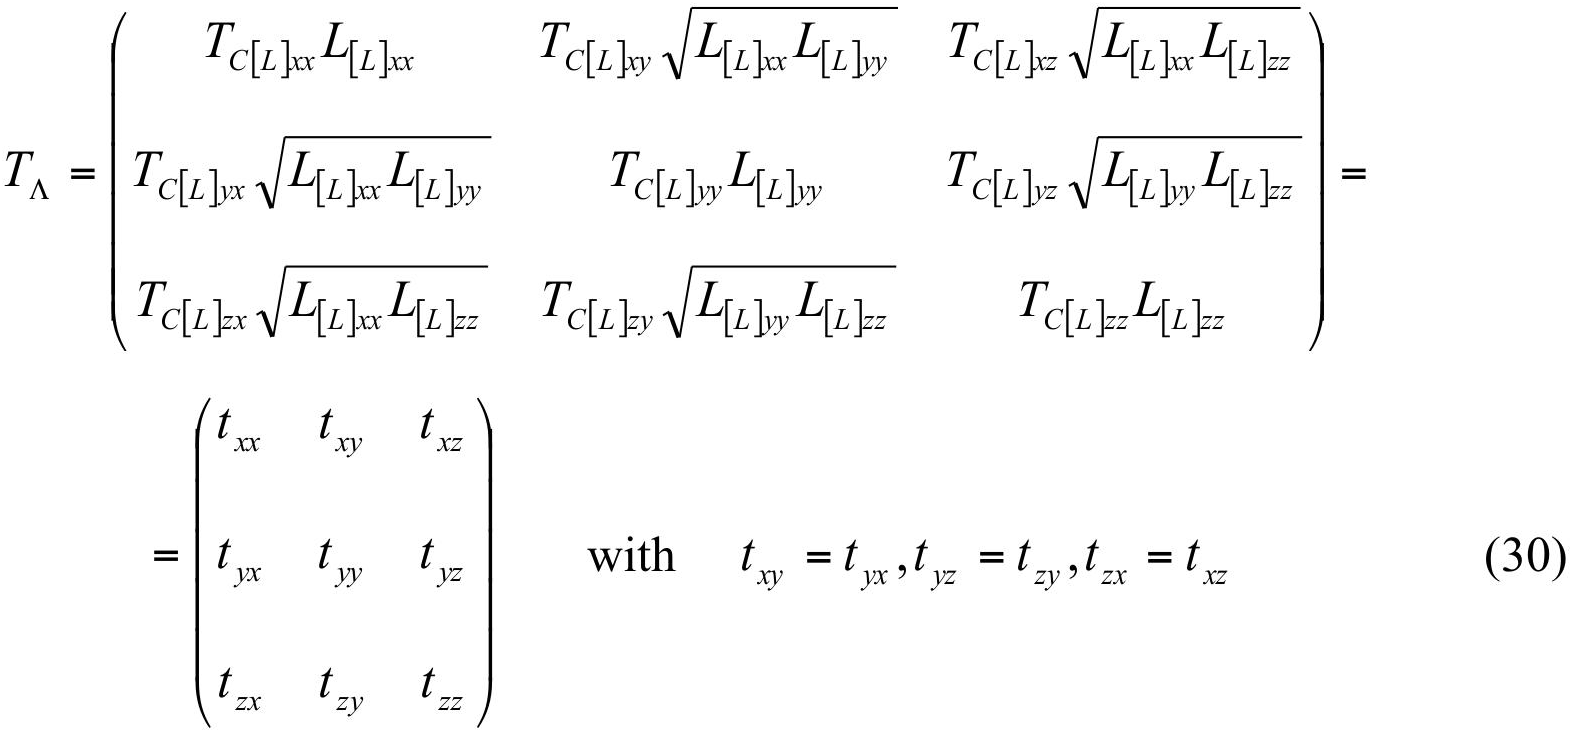 T_Λ = ( T_{C[L]xx} L_{[L]xx}   T_{C[L]xy} √(L_{[L]xx} L_{[L]yy})   T_{C[L]xz} √(L_{[L]xx} L_{[L]zz})
T_{C[L]yx} √(L_{[L]xx} L_{[L]yy})   T_{C[L]yy} L_{[L]yy}   T_{C[L]yz} √(L_{[L]yy} L_{[L]zz})
T_{C[L]zx} √(L_{[L]xx} L_{[L]zz})   T_{C[L]zy} √(L_{[L]yy} L_{[L]zz})   T_{C[L]zz} L_{[L]zz} ) =
= ( t_{xx}   t_{xy}   t_{xz}
t_{yx}   t_{yy}   t_{yz}
t_{zx}   t_{zy}   t_{zz} )   with   t_{xy} = t_{yx}, t_{yz} = t_{zy}, t_{zx} = t_{xz}   (30)